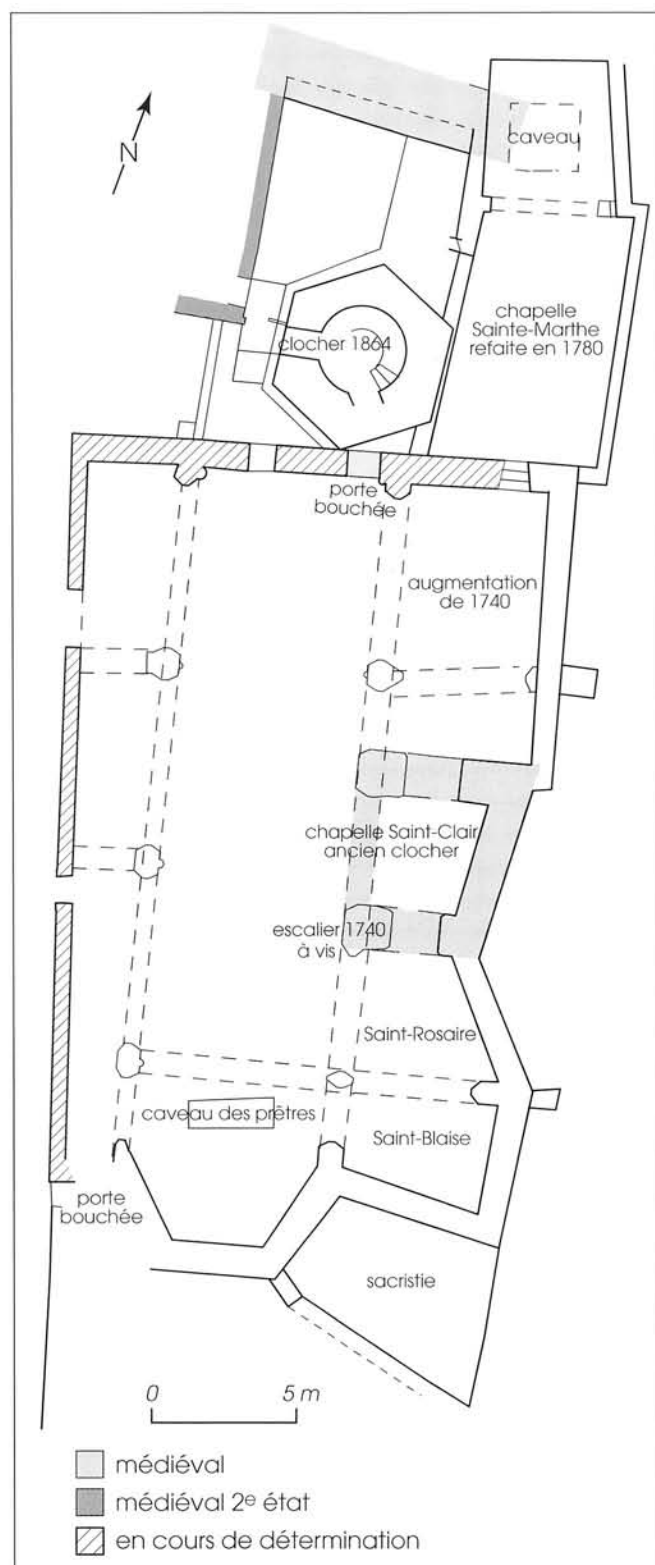 N
caveau
chapelle
Sainte-Marthe
refaite en 1780
clocher 1864
porte
bouchée
augmentation
de 1740
chapelle Saint-Clair
ancien clocher
escalier 1740
à vis
Saint-Rosaire
caveau des prêtres
Saint-Blaise
porte
bouchée
sacristie
0 5 m
médiéval
médiéval 2e état
en cours de détermination